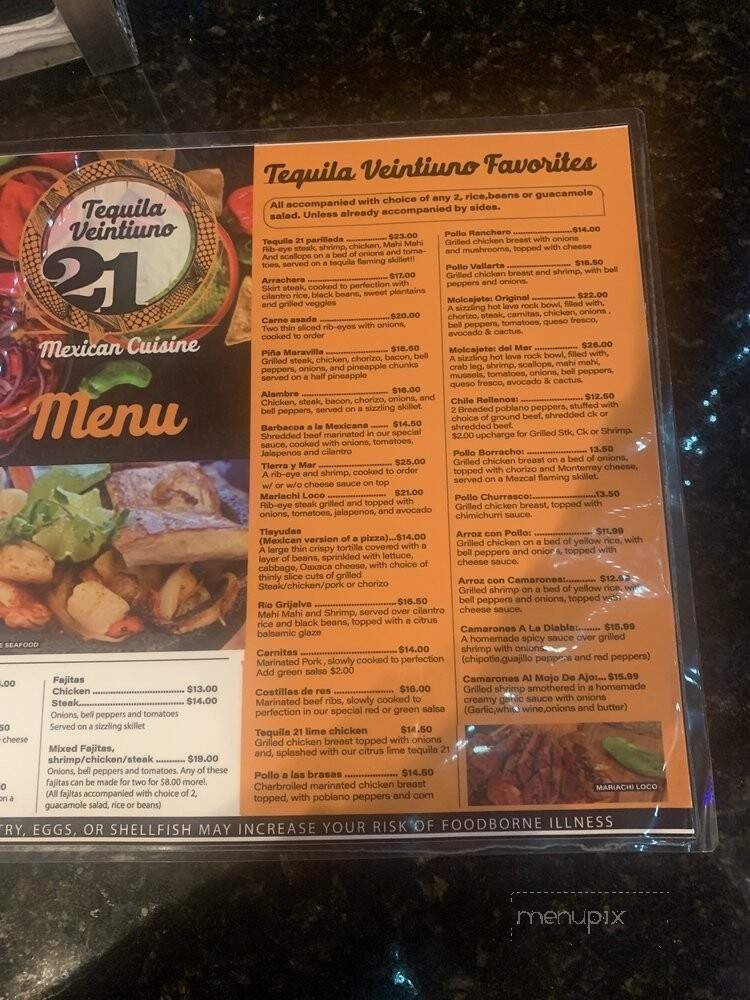 Tequila
Veintiuno
21
Mexican Cuisine
Menu
E SEAFOOD
.00
50
cheese
0
on a
Fajitas
Chicken ............................... $13.00
Steak.................................... $14.00
Onions, bell peppers and tomatoes
Served on a sizzling skillet
Mixed Fajitas,
shrimp/chicken/steak .......... $19.00
Onions, bell peppers and tomatoes. Any of these
fajitas can be made for two for $8.00 more!.
(All fajitas accompanied with choice of 2,
guacamole salad, rice or beans)
Tequila Veintiuno Favorites
All accompanied with choice of any 2, rice,beans or guacamole
salad. Unless already accompanied by sides.
Tequila 21 parillada ................ $23.00
Rib-eye steak, shrimp, chicken, Mahi Mahi
And scallops on a bed of onions and toma-
toes, served on a tequila flaming skillet!!
Arrachera ................................ $17.00
Skirt steak, cooked to perfection with
cilantro rice, black beans, sweet plantains
and grilled veggies
Carne asada ............................$20.00
Two thin sliced rib-eyes with onions,
cooked to order
Piña Maravilla ........................ $16.50
Grilled steak, chicken, chorizo, bacon, bell
peppers, onions, and pineapple chunks
served on a half pineapple
Alambre ................................... $16.00
Chicken, steak, bacon, chorizo, onions, and
bell peppers, served on a sizzling skillet.
Barbacoa a la Mexicana ....... $14.50
Shredded beef marinated in our special
sauce, cooked with onions, tomatoes,
Jalapenos and cilantro
Tierra y Mar ............................. $25.00
A rib-eye and shrimp, cooked to order
w/ or w/o cheese sauce on top
Mariachi Loco ......................... $21.00
Rib-eye steak grilled and topped with
onions, tomatoes, jalapenos, and avocado
Tlayudas
(Mexican version of a pizza)...$14.00
A large thin crispy tortilla covered with a
layer of beans, sprinkled with lettuce,
cabbage, Oaxaca cheese, with choice of
thinly slice cuts of grilled
Steak/chicken/pork or chorizo
Rio Grijalva ..............................$16.50
Mahi Mahi and Shrimp, served over cilantro
rice and black beans, topped with a citrus
balsamic glaze
Carnitas ....................................$14.00
Marinated Pork , slowly cooked to perfection
Add green salsa $2.00
Costillas de res ........................ $16.00
Marinated beef ribs, slowly cooked to
perfection in our special red or green salsa
Tequila 21 lime chicken $14.50
Grilled chicken breast topped with onions
and, splashed with our citrus lime tequila 21
Pollo a las brasas .................... $14.50
Charbroiled marinated chicken breast
topped, with poblano peppers and corn
Pollo Ranchero ........................$14.00
Grilled chicken breast with onions
and mushrooms, topped with cheese
Pollo Vallarta ........................... $16.50
Grilled chicken breast and shrimp, with bell
peppers and onions.
Molcajete: Original ................. $22.00
A sizzling hot lava rock bowl, filled with,
chorizo, steak, carnitas, chicken, onions ,
bell peppers, tomatoes, queso fresco,
avocado & cactus.
Molcajete: del Mar .................. $26.00
A sizzling hot lava rock bowl, filled with,
crab leg, shrimp, scallops, mahi mahi,
mussels, tomatoes, onions, bell peppers,
queso fresco, avocado & cactus.
Chile Rellenos: ........................ $12.50
2 Breaded poblano peppers, stuffed with
choice of ground beef, shredded ck or
shredded beef.
$2.00 upcharge for Grilled Stk, Ck or Shrimp.
Pollo Borracho: ....................... 13.50
Grilled chicken breast on a bed of onions,
topped with chorizo and Monterrey cheese,
served on a Mezcal flaming skillet.
Pollo Churrasco:.......................13.50
Grilled chicken breast, topped with
chimichurri sauce.
Arroz con Pollo: ...................... $11.99
Grilled chicken on a bed of yellow rice, with
bell peppers and onions, topped with
cheese sauce.
Arroz con Camarones:............ $12.99
Grilled shrimp on a bed of yellow rice, with
bell peppers and onions, topped with
cheese sauce.
Camarones A La Diabla:........ $15.99
A homemade spicy sauce over grilled
shrimp with onions
(chipotle,guajillo peppers and red peppers)
Camarones Al Mojo De Ajo:... $15.99
Grilled shrimp smothered in a homemade
creamy garlic sauce with onions
(Garlic,white wine,onions and butter)
MARIACHI LOCO
TRY, EGGS, OR SHELLFISH MAY INCREASE YOUR RISK OF FOODBORNE ILLNESS
menupix